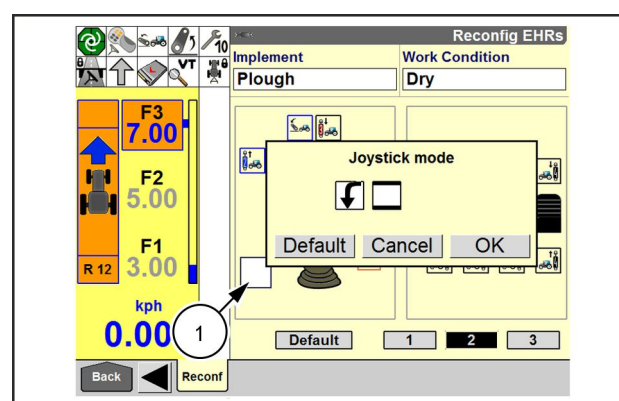 Reconfig EHRs
10
VT
Implement
Work Condition
Plough
Dry
F3
7.00
F2
5.00
F1
3.00
R 12
kph
0.00
Joystick mode
Default Cancel OK
1
Default 1 2 3
Back Reconf